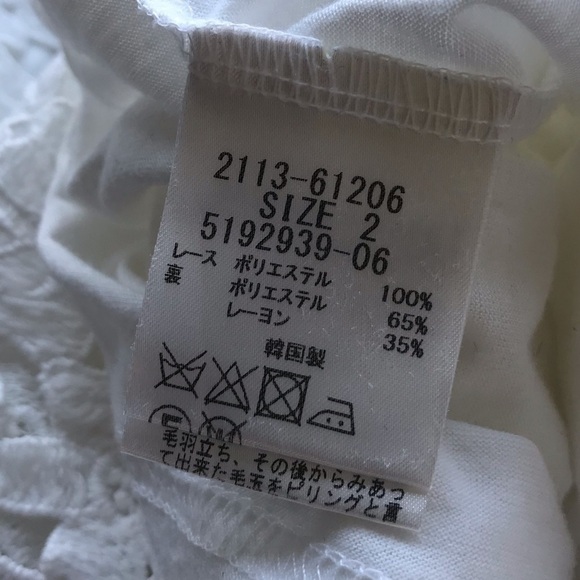 2113-61206
SIZE 2
5192939-06
レース ポリエステル 100%
裏 ポリエステル 65%
レーヨン 35%
韓国製
毛羽立ち、その後からみあっ
て出来た毛玉をピリングと言